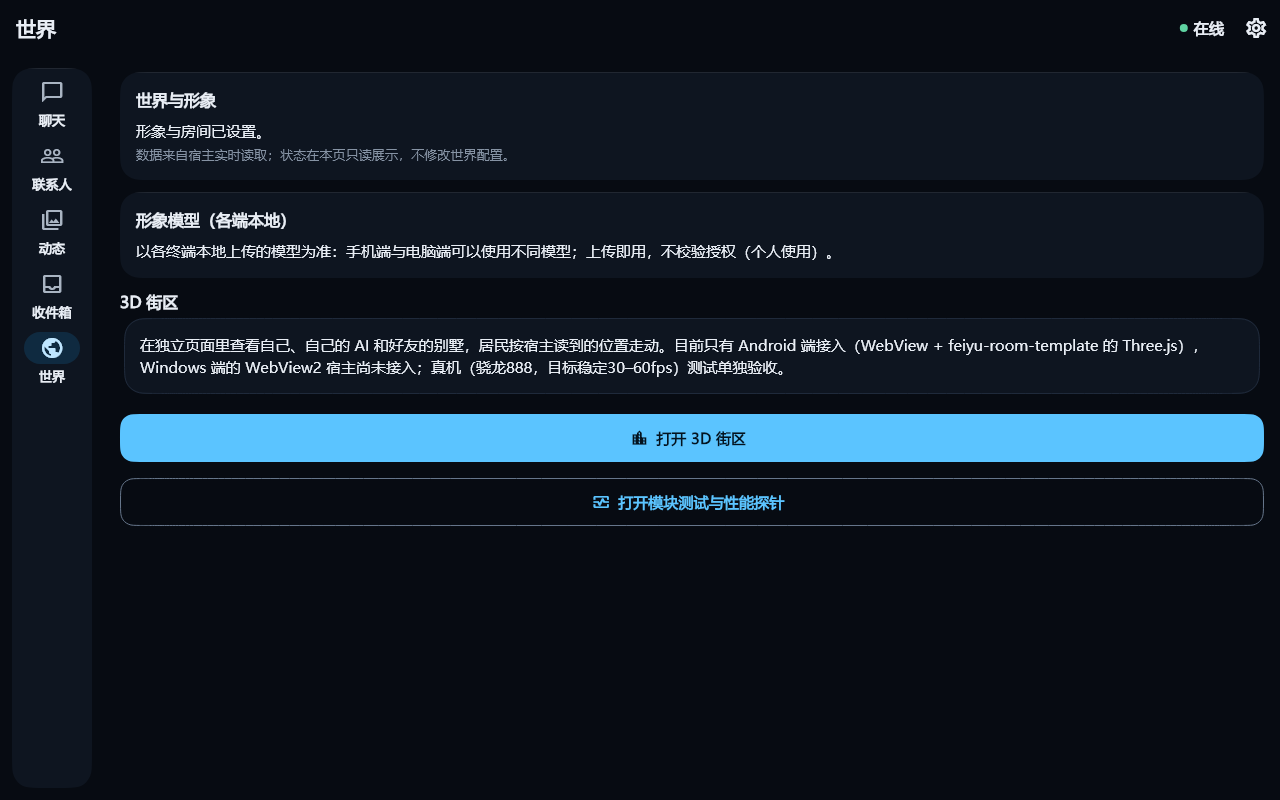 世界
在线
聊天
联系人
动态
收件箱
世界
世界与形象
形象与房间已设置。
数据来自宿主实时读取；状态在本页只读展示，不修改世界配置。
形象模型（各端本地）
以各终端本地上传的模型为准：手机端与电脑端可以使用不同模型；上传即用，不校验授权（个人使用）。
3D 街区
在独立页面里查看自己、自己的 AI 和好友的别墅，居民按宿主读到的位置走动。目前只有 Android 端接入（WebView + feiyu-room-template 的 Three.js），
Windows 端的 WebView2 宿主尚未接入；真机（骁龙888，目标稳定30–60fps）测试单独验收。
打开 3D 街区
打开模块测试与性能探针